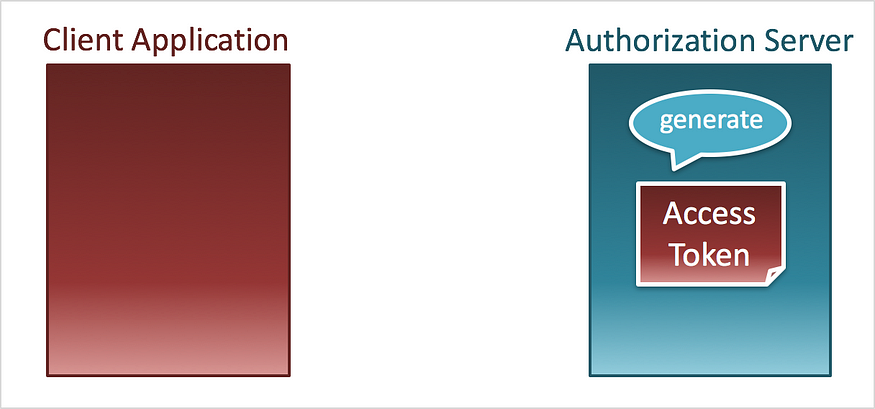 Client Application
Authorization Server
generate
Access
Token